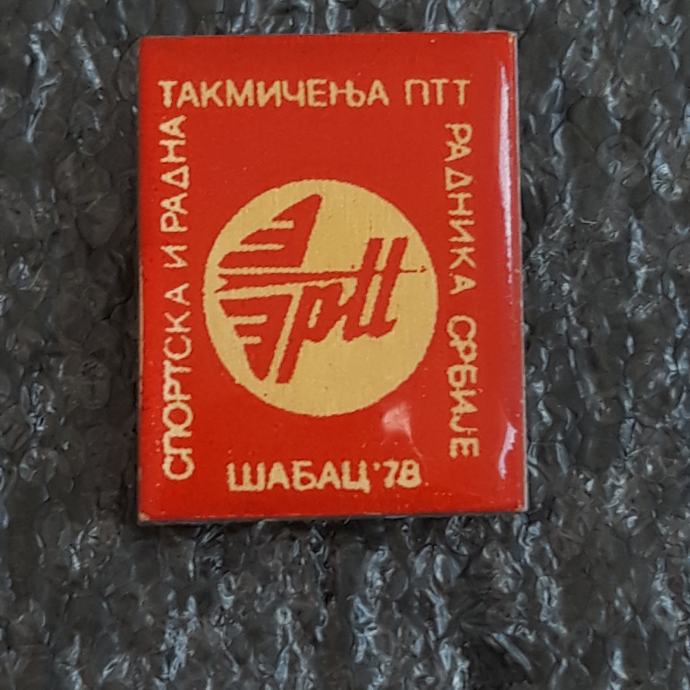 СПОРТСКА И РАДНА
ТАКМИЧЕЊА ПТТ
РАДНИКА СРБИЈЕ
ptt
ШАБАЦ '78